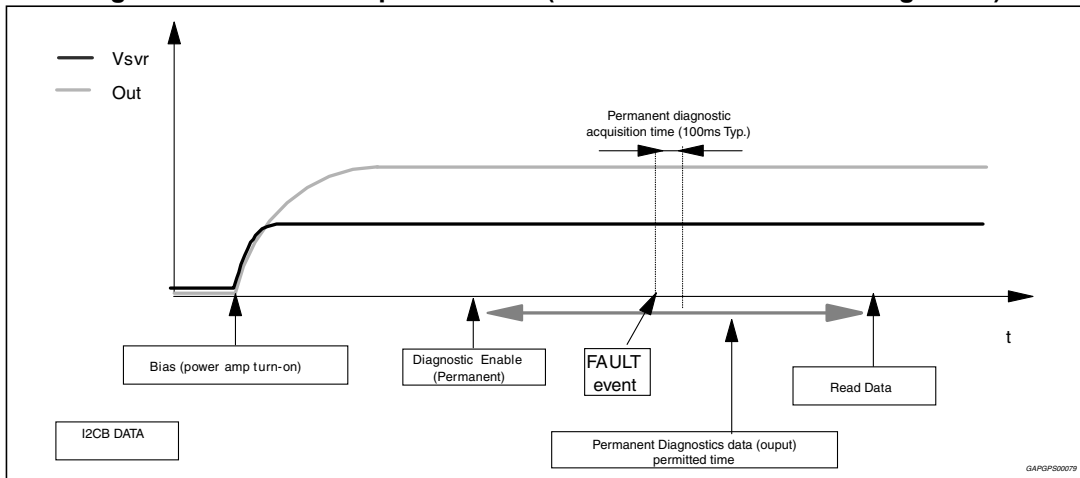 Vsvr
Out
Permanent diagnostic
acquisition time (100ms Typ.)
t
Bias (power amp turn-on)
Diagnostic Enable
(Permanent)
FAULT
event
Read Data
I2CB DATA
Permanent Diagnostics data (ouput)
permitted time
GAPGPS00079